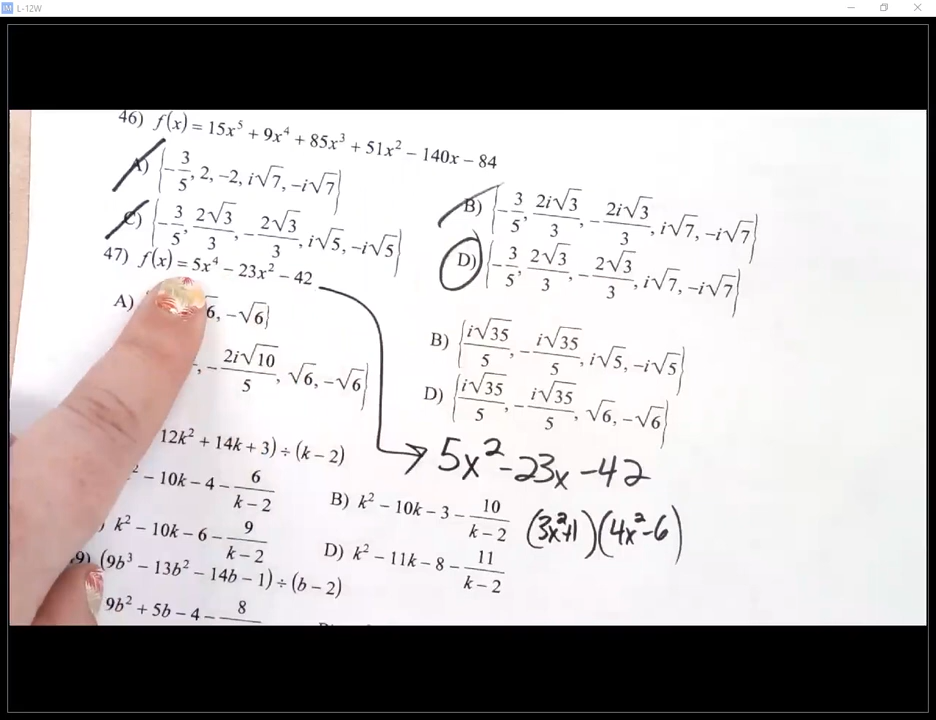 L-12W
46) f(x) = 15x⁵ + 9x⁴ + 85x³ + 51x² − 140x − 84
A) {−3/5, 2, −2, i√7, −i√7}
B) {−3/5, 2i√3/3, −2i√3/3, i√7, −i√7}
C) {−3/5, 2√3/3, −2√3/3, i√5, −i√5}
D) {−3/5, 2√3/3, −2√3/3, i√7, −i√7}
47) f(x) = 5x⁴ − 23x² − 42
A) √6, −√6}
B) {i√35/5, −i√35/5, i√5, −i√5}
, −2i√10/5, √6, −√6}
D) {i√35/5, −i√35/5, √6, −√6}
5x² − 23x − 42
(3x²+1)(4x²−6)
12k² + 14k + 3) ÷ (k − 2)
² − 10k − 4 − 6/(k − 2)
B) k² − 10k − 3 − 10/(k − 2)
) k² − 10k − 6 − 9/(k − 2)
D) k² − 11k − 8 − 11/(k − 2)
9) (9b³ − 13b² − 14b − 1) ÷ (b − 2)
9b² + 5b − 4 − 8